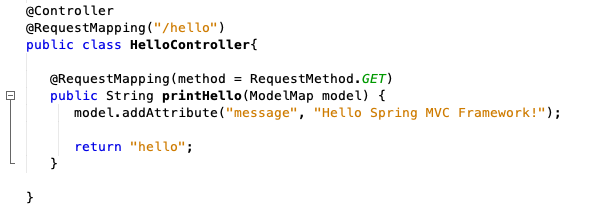 @Controller
@RequestMapping("/hello")
public class HelloController{
@RequestMapping(method = RequestMethod.GET)
public String printHello(ModelMap model) {
model.addAttribute("message", "Hello Spring MVC Framework!");
return "hello";
}
}